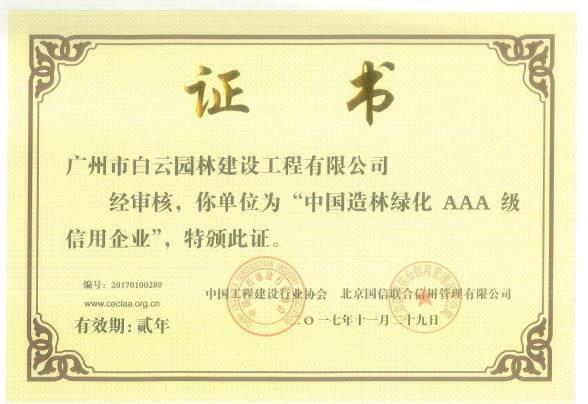 证 书
广州市白云园林建设工程有限公司
经审核，你单位为“中国造林绿化 AAA 级
信用企业”，特颁此证。
编号：20170100280
www.ceciaa.org.cn
有效期：贰年
中国工程建设行业协会 北京国信联合信用管理有限公司
二〇一七年十一月二十九日